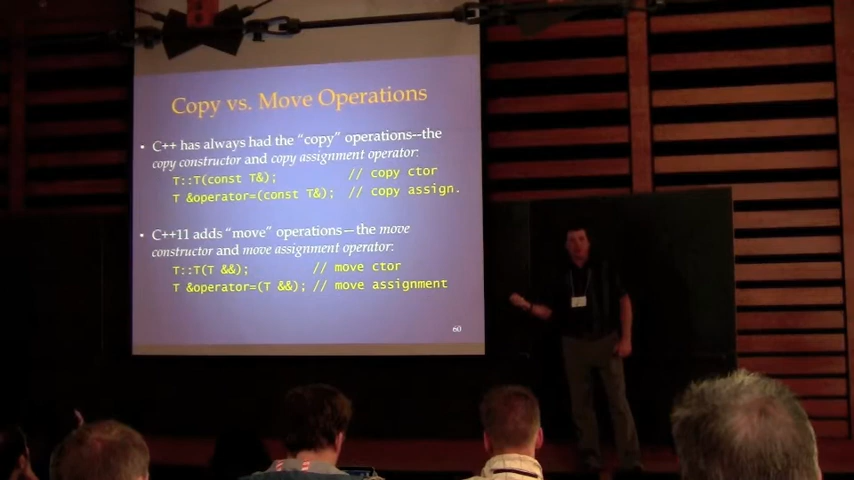 Copy vs. Move Operations
• C++ has always had the “copy” operations--the
copy constructor and copy assignment operator:
T::T(const T&); // copy ctor
T &operator=(const T&); // copy assign.
• C++11 adds “move” operations—the move
constructor and move assignment operator:
T::T(T &&); // move ctor
T &operator=(T &&); // move assignment
60